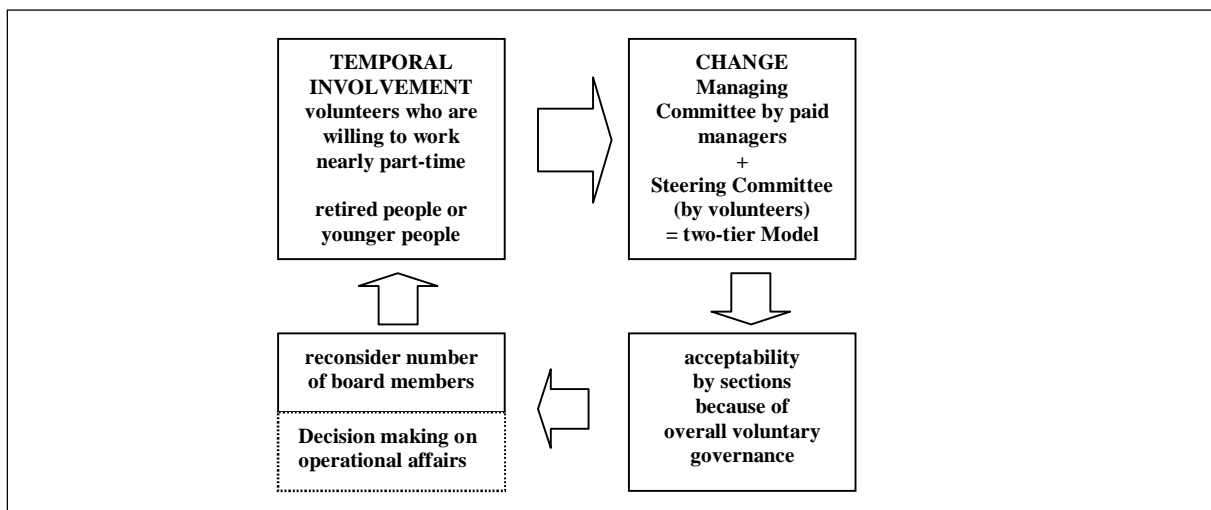 TEMPORAL
INVOLVEMENT
volunteers who are
willing to work
nearly part-time
retired people or
younger people
CHANGE
Managing
Committee by paid
managers
+
Steering Committee
(by volunteers)
= two-tier Model
reconsider number
of board members
Decision making on
operational affairs
acceptability
by sections
because of
overall voluntary
governance